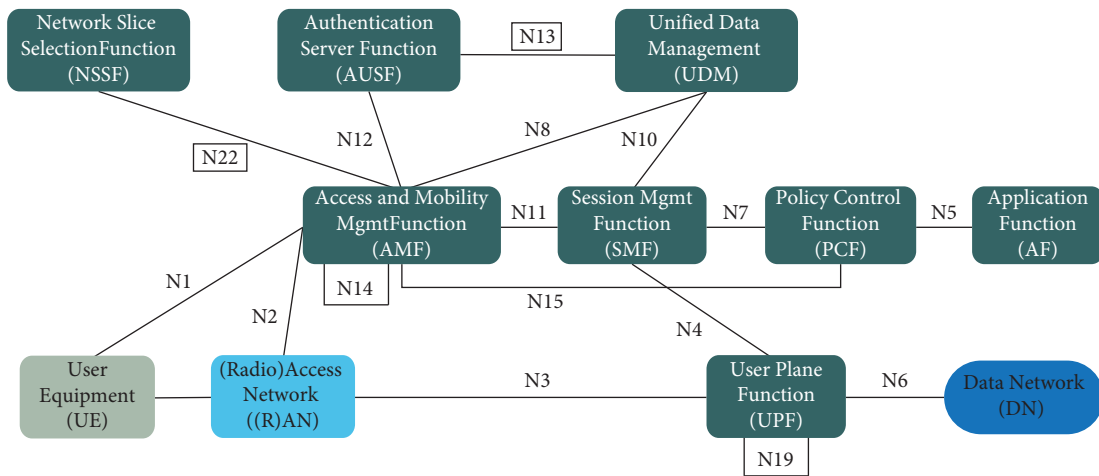 Network Slice
SelectionFunction
(NSSF)
Authentication
Server Function
(AUSF)
N13
Unified Data
Management
(UDM)
N22
N12
N8
N10
Access and Mobility
MgmtFunction
(AMF)
N11
Session Mgmt
Function
(SMF)
N7
Policy Control
Function
(PCF)
N5
Application
Function
(AF)
N1
N2
N14
N15
N4
User
Equipment
(UE)
(Radio)Access
Network
((R)AN)
N3
User Plane
Function
(UPF)
N6
Data Network
(DN)
N19